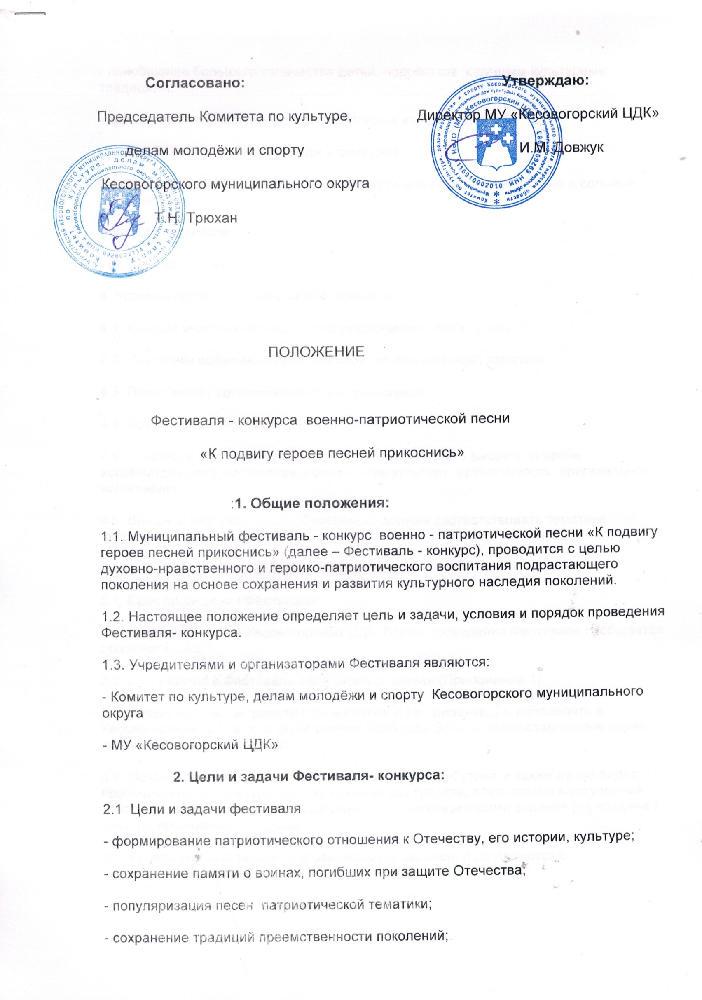 Согласовано:
Председатель Комитета по культуре,
делам молодёжи и спорту
Кесовогорского муниципального округа
Т.Н. Трюхан
Утверждаю:
Директор МУ «Кесовогорский ЦДК»
И.М. Довжук
ПОЛОЖЕНИЕ
Фестиваля - конкурса военно-патриотической песни
«К подвигу героев песней прикоснись»
:1. Общие положения:
1.1. Муниципальный фестиваль - конкурс военно - патриотической песни «К подвигу
героев песней прикоснись» (далее – Фестиваль - конкурс), проводится с целью
духовно-нравственного и героико-патриотического воспитания подрастающего
поколения на основе сохранения и развития культурного наследия поколений.
1.2. Настоящее положение определяет цель и задачи, условия и порядок проведения
Фестиваля- конкурса.
1.3. Учредителями и организаторами Фестиваля являются:
- Комитет по культуре, делам молодёжи и спорту Кесовогорского муниципального
округа
- МУ «Кесовогорский ЦДК»
2. Цели и задачи Фестиваля- конкурса:
2.1 Цели и задачи фестиваля
- формирование патриотического отношения к Отечеству, его истории, культуре;
- сохранение памяти о воинах, погибших при защите Отечества;
- популяризация песен патриотической тематики;
- сохранение традиций преемственности поколений;